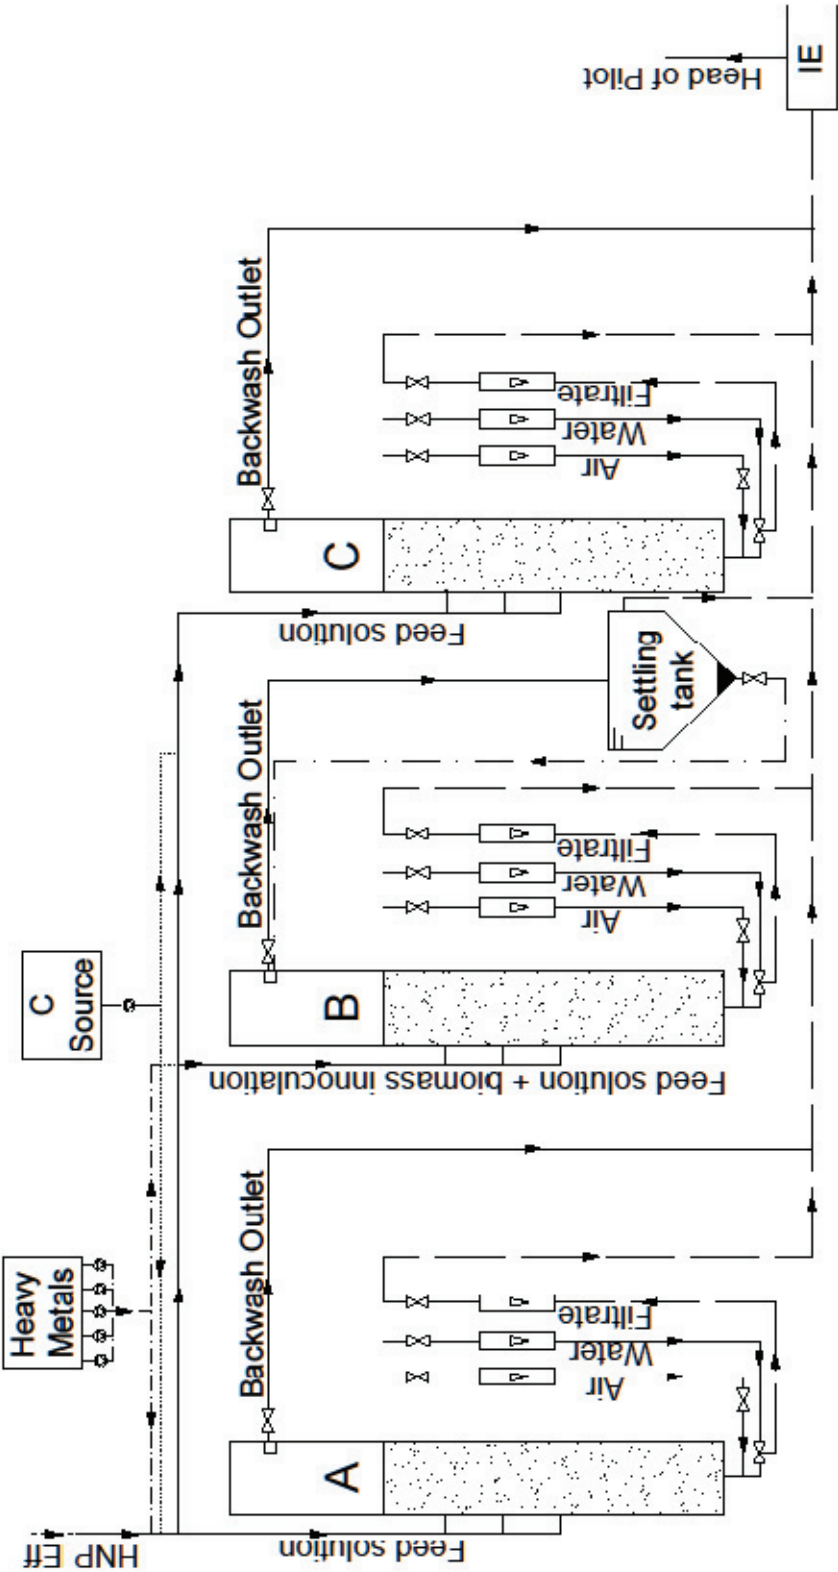 HNP Eff
Heavy
Metals
C
Source
Feed solution
A
Backwash Outlet
Air
Water
Filtrate
Feed solution + biomass innoculation
B
Backwash Outlet
Air
Water
Filtrate
Settling
tank
Feed solution
C
Backwash Outlet
Air
Water
Filtrate
Head of Pilot
IE